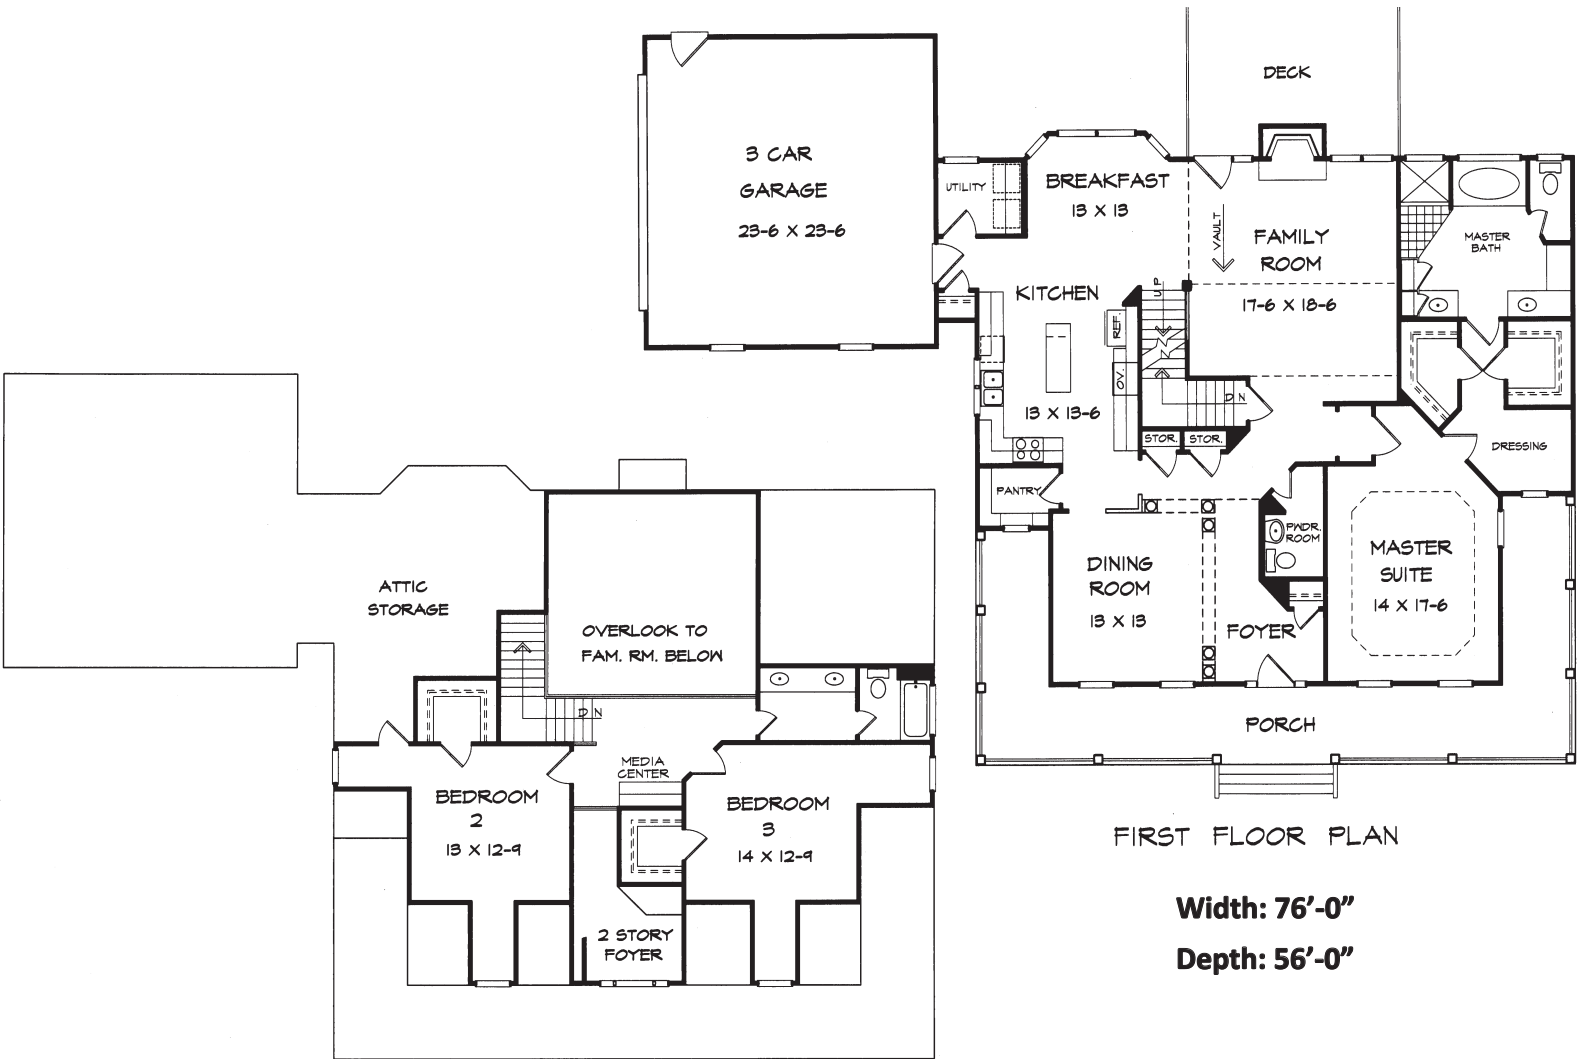 DECK
3 CAR
GARAGE
23-6 X 23-6
UTILITY
BREAKFAST
13 X 13
VAULT
FAMILY
ROOM
17-6 X 18-6
MASTER
BATH
KITCHEN
13 X 13-6
REF.
OV.
UP
DN
STOR.
STOR.
DRESSING
PANTRY
PWDR.
ROOM
DINING
ROOM
13 X 13
MASTER
SUITE
14 X 17-6
FOYER
PORCH
FIRST FLOOR PLAN
Width: 76’-0”
Depth: 56’-0”
ATTIC
STORAGE
OVERLOOK TO
FAM. RM. BELOW
DN
MEDIA
CENTER
BEDROOM
2
13 X 12-9
BEDROOM
3
14 X 12-9
2 STORY
FOYER